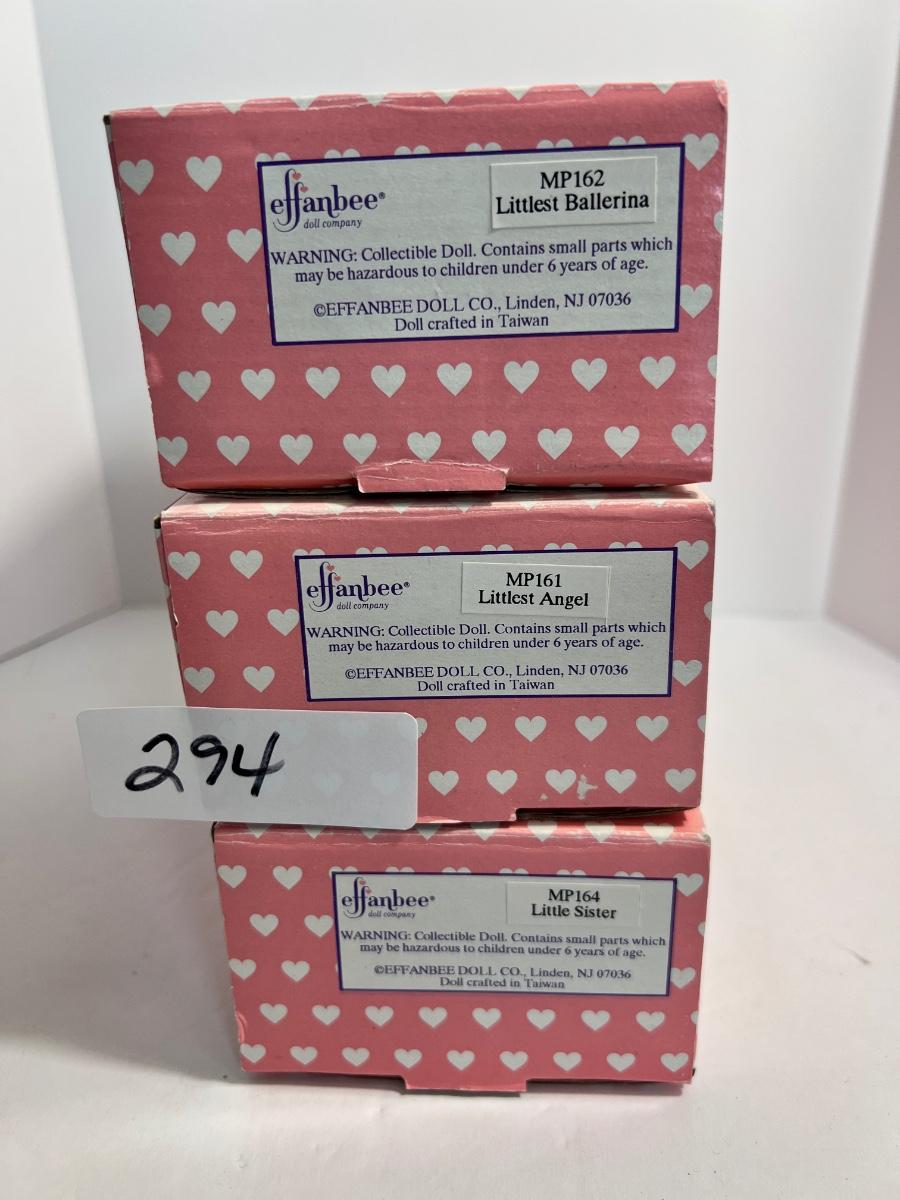 effanbee®
doll company
MP162
Littlest Ballerina
WARNING: Collectible Doll. Contains small parts which
may be hazardous to children under 6 years of age.
©EFFANBEE DOLL CO., Linden, NJ 07036
Doll crafted in Taiwan
effanbee®
doll company
MP161
Littlest Angel
WARNING: Collectible Doll. Contains small parts which
may be hazardous to children under 6 years of age.
©EFFANBEE DOLL CO., Linden, NJ 07036
Doll crafted in Taiwan
294
effanbee®
doll company
MP164
Little Sister
WARNING: Collectible Doll. Contains small parts which
may be hazardous to children under 6 years of age.
©EFFANBEE DOLL CO., Linden, NJ 07036
Doll crafted in Taiwan